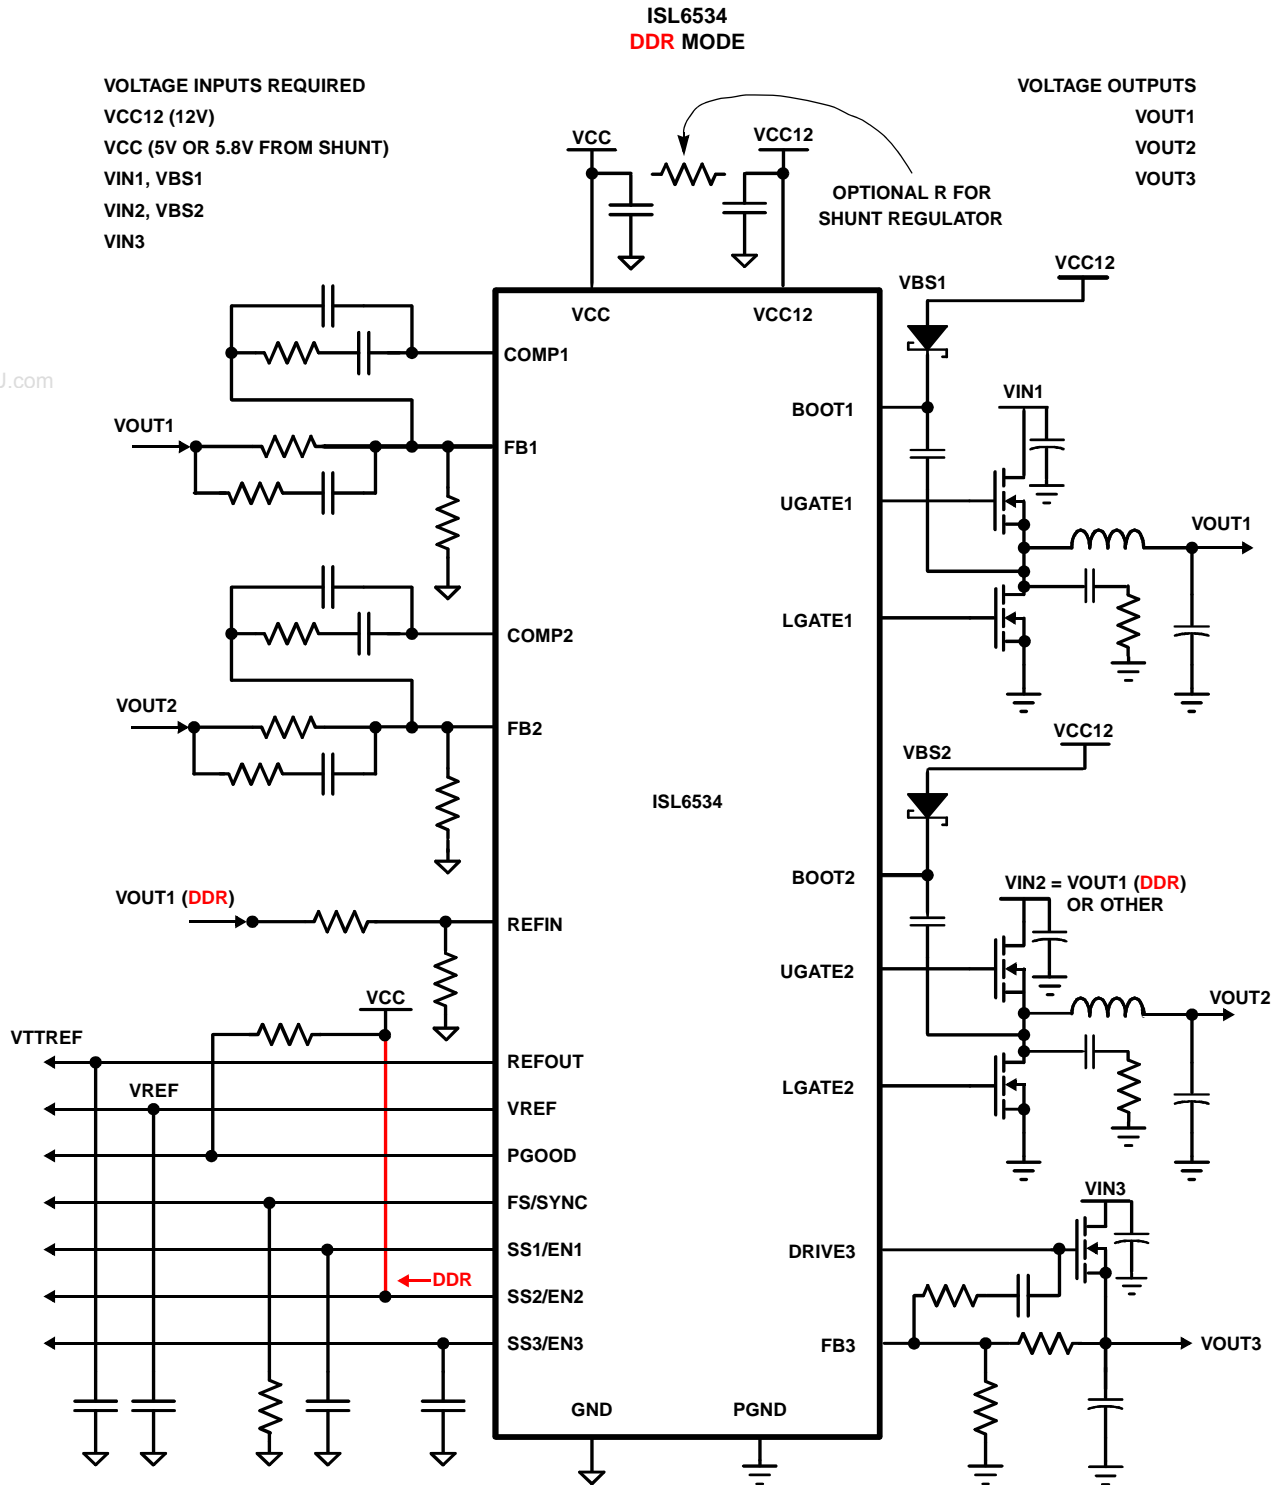 ISL6534
DDR MODE
VOLTAGE INPUTS REQUIRED
VCC12 (12V)
VCC (5V OR 5.8V FROM SHUNT)
VIN1, VBS1
VIN2, VBS2
VIN3
VOLTAGE OUTPUTS
VOUT1
VOUT2
VOUT3
VCC
VCC12
OPTIONAL R FOR
SHUNT REGULATOR
VCC
VCC12
VBS1
VCC12
COMP1
BOOT1
VIN1
J.com
VOUT1
FB1
UGATE1
VOUT1
COMP2
LGATE1
VOUT2
FB2
VBS2
VCC12
ISL6534
BOOT2
VIN2 = VOUT1 (DDR)
OR OTHER
VOUT1 (DDR)
REFIN
UGATE2
VOUT2
VCC
VTTREF
REFOUT
LGATE2
VREF
VREF
PGOOD
FS/SYNC
VIN3
SS1/EN1
DRIVE3
DDR
SS2/EN2
SS3/EN3
FB3
VOUT3
GND
PGND